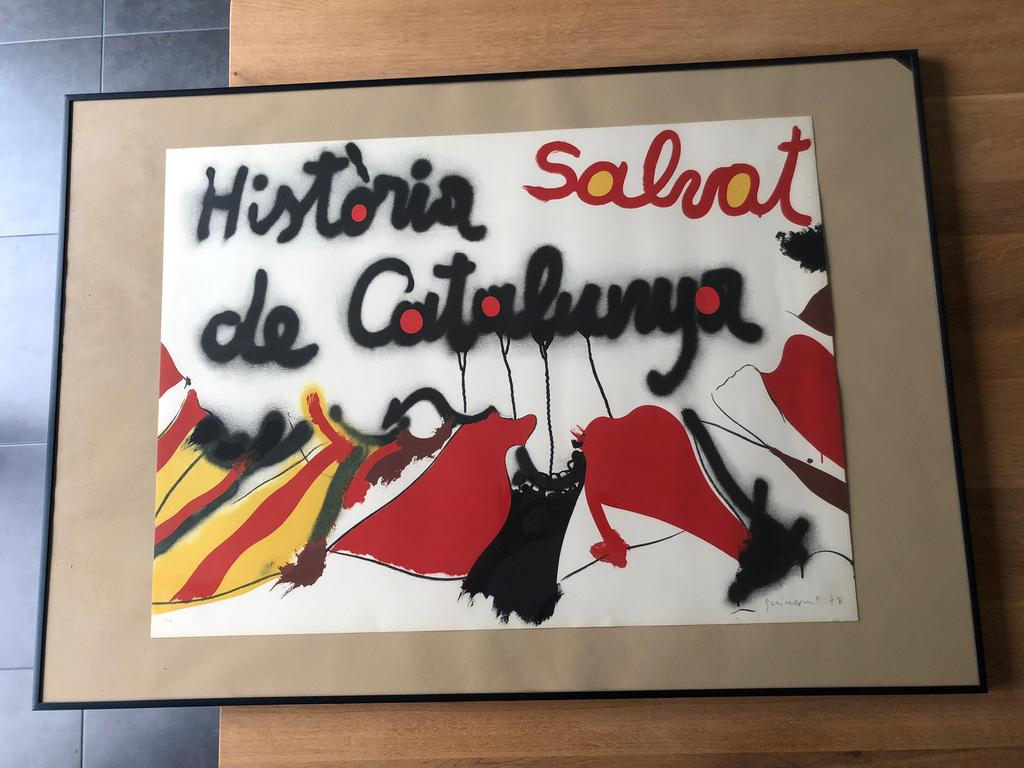 Història Salvat
de Catalunya